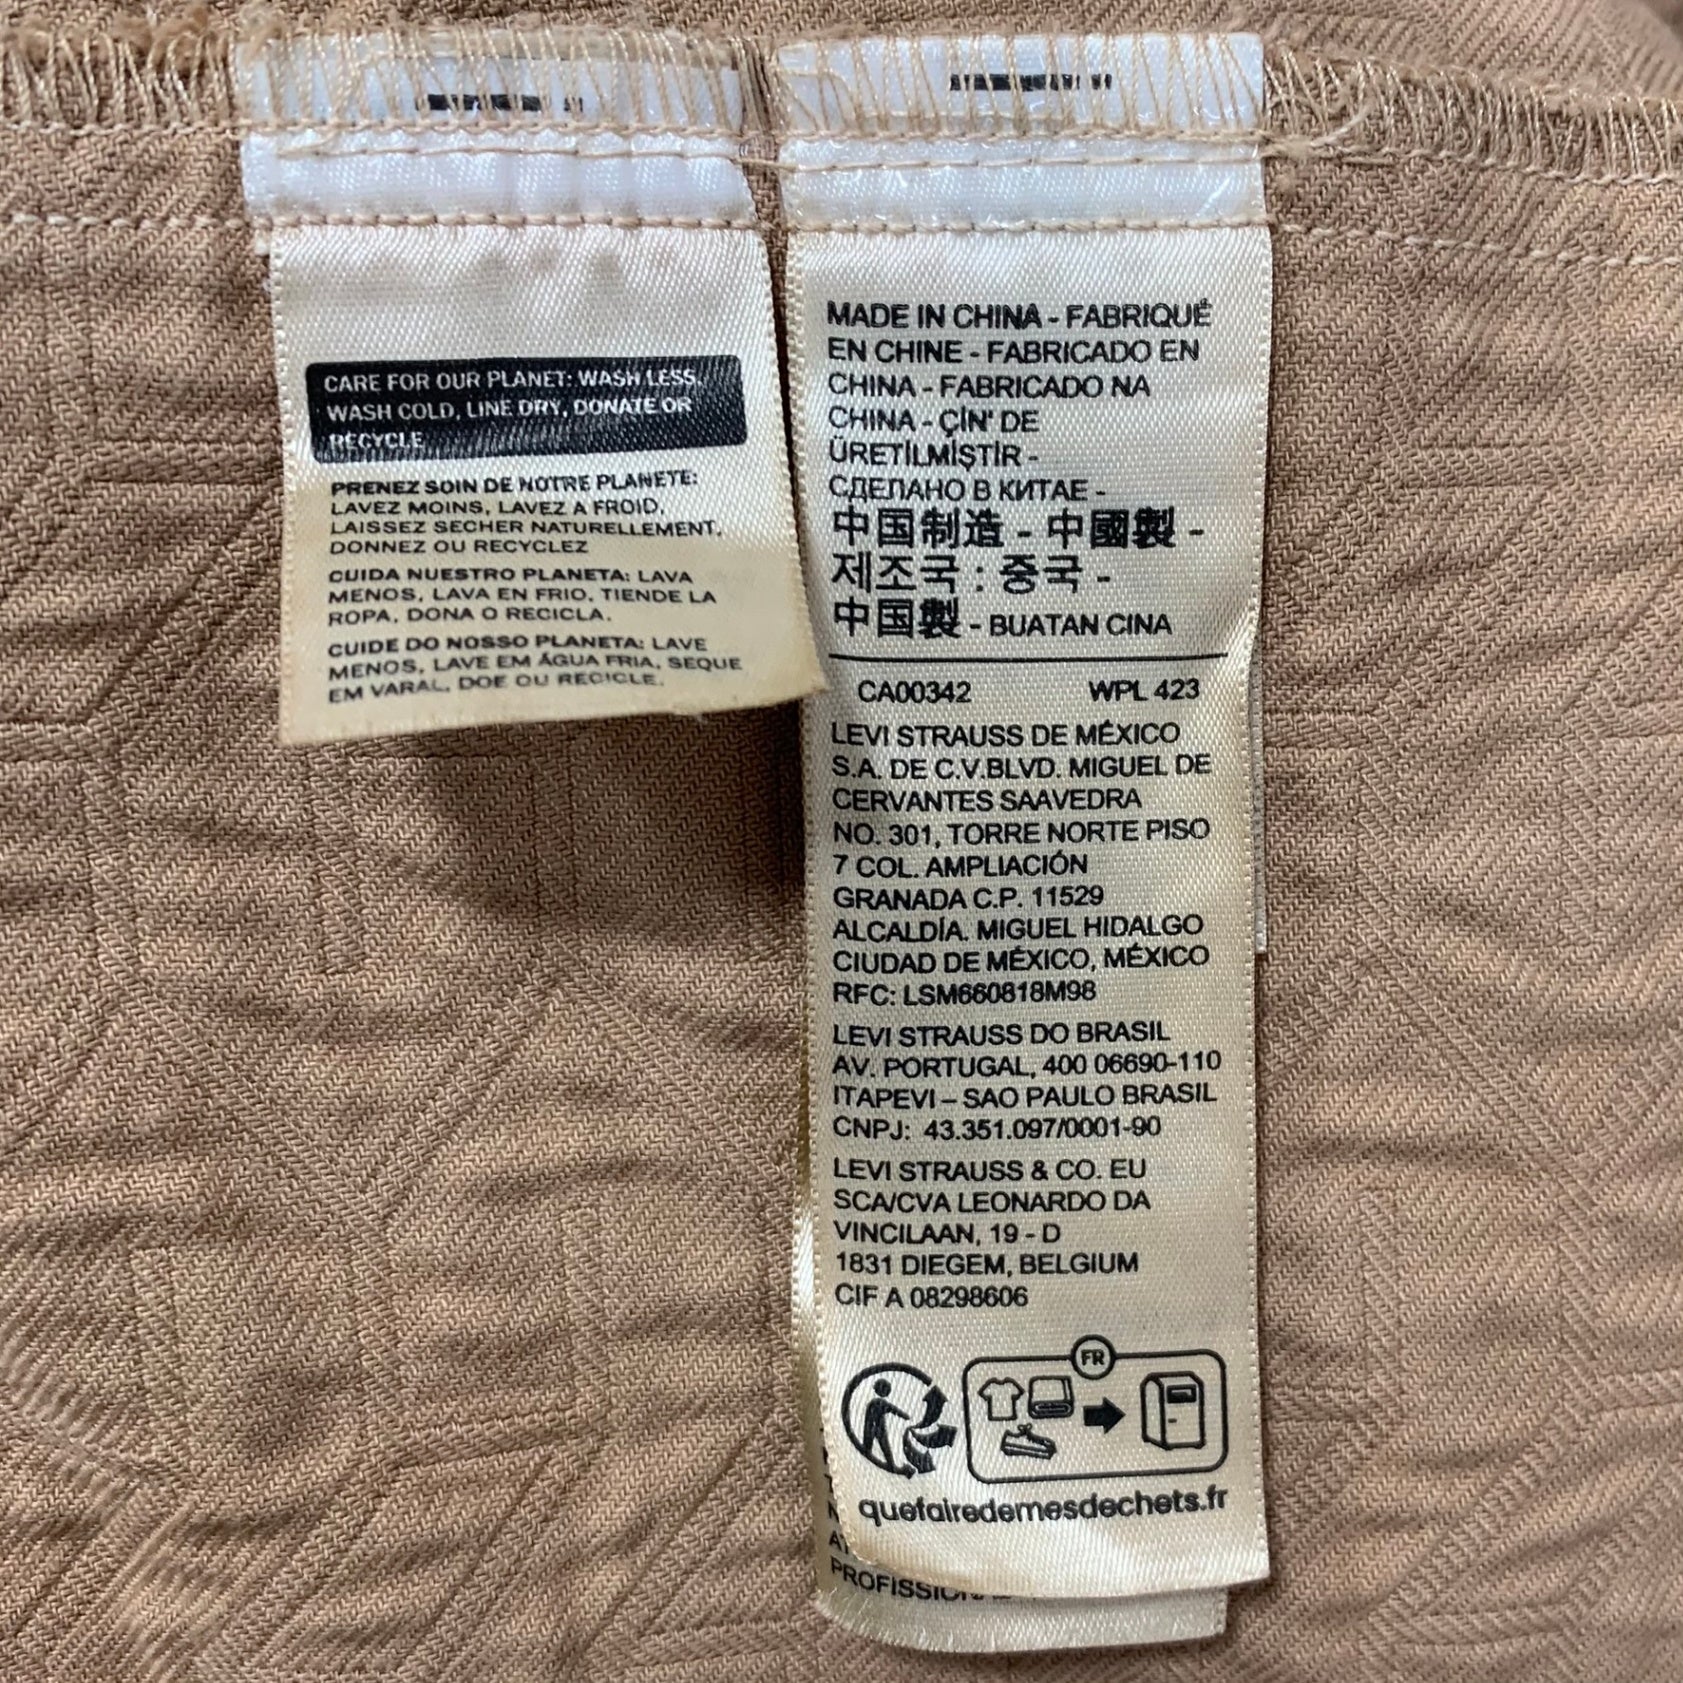 CARE FOR OUR PLANET: WASH LESS,
WASH COLD, LINE DRY, DONATE OR
RECYCLE
PRENEZ SOIN DE NOTRE PLANETE:
LAVEZ MOINS, LAVEZ A FROID,
LAISSEZ SECHER NATURELLEMENT,
DONNEZ OU RECYCLEZ
CUIDA NUESTRO PLANETA: LAVA
MENOS, LAVA EN FRIO, TIENDE LA
ROPA, DONA O RECICLA.
CUIDE DO NOSSO PLANETA: LAVE
MENOS, LAVE EM ÁGUA FRIA, SEQUE
EM VARAL, DOE OU RECICLE.
MADE IN CHINA - FABRIQUÉ
EN CHINE - FABRICADO EN
CHINA - FABRICADO NA
CHINA - ÇİN' DE
ÜRETİLMİŞTİR -
СДЕЛАНО В КИТАЕ -
中国制造 - 中國製 -
제조국 : 중국 -
中国製 - BUATAN CINA
CA00342 WPL 423
LEVI STRAUSS DE MÉXICO
S.A. DE C.V.BLVD. MIGUEL DE
CERVANTES SAAVEDRA
NO. 301, TORRE NORTE PISO
7 COL. AMPLIACIÓN
GRANADA C.P. 11529
ALCALDÍA. MIGUEL HIDALGO
CIUDAD DE MÉXICO, MÉXICO
RFC: LSM660818M98
LEVI STRAUSS DO BRASIL
AV. PORTUGAL, 400 06690-110
ITAPEVI – SAO PAULO BRASIL
CNPJ: 43.351.097/0001-90
LEVI STRAUSS & CO. EU
SCA/CVA LEONARDO DA
VINCILAAN, 19 - D
1831 DIEGEM, BELGIUM
CIF A 08298606
FR
quefairedemesdechets.fr